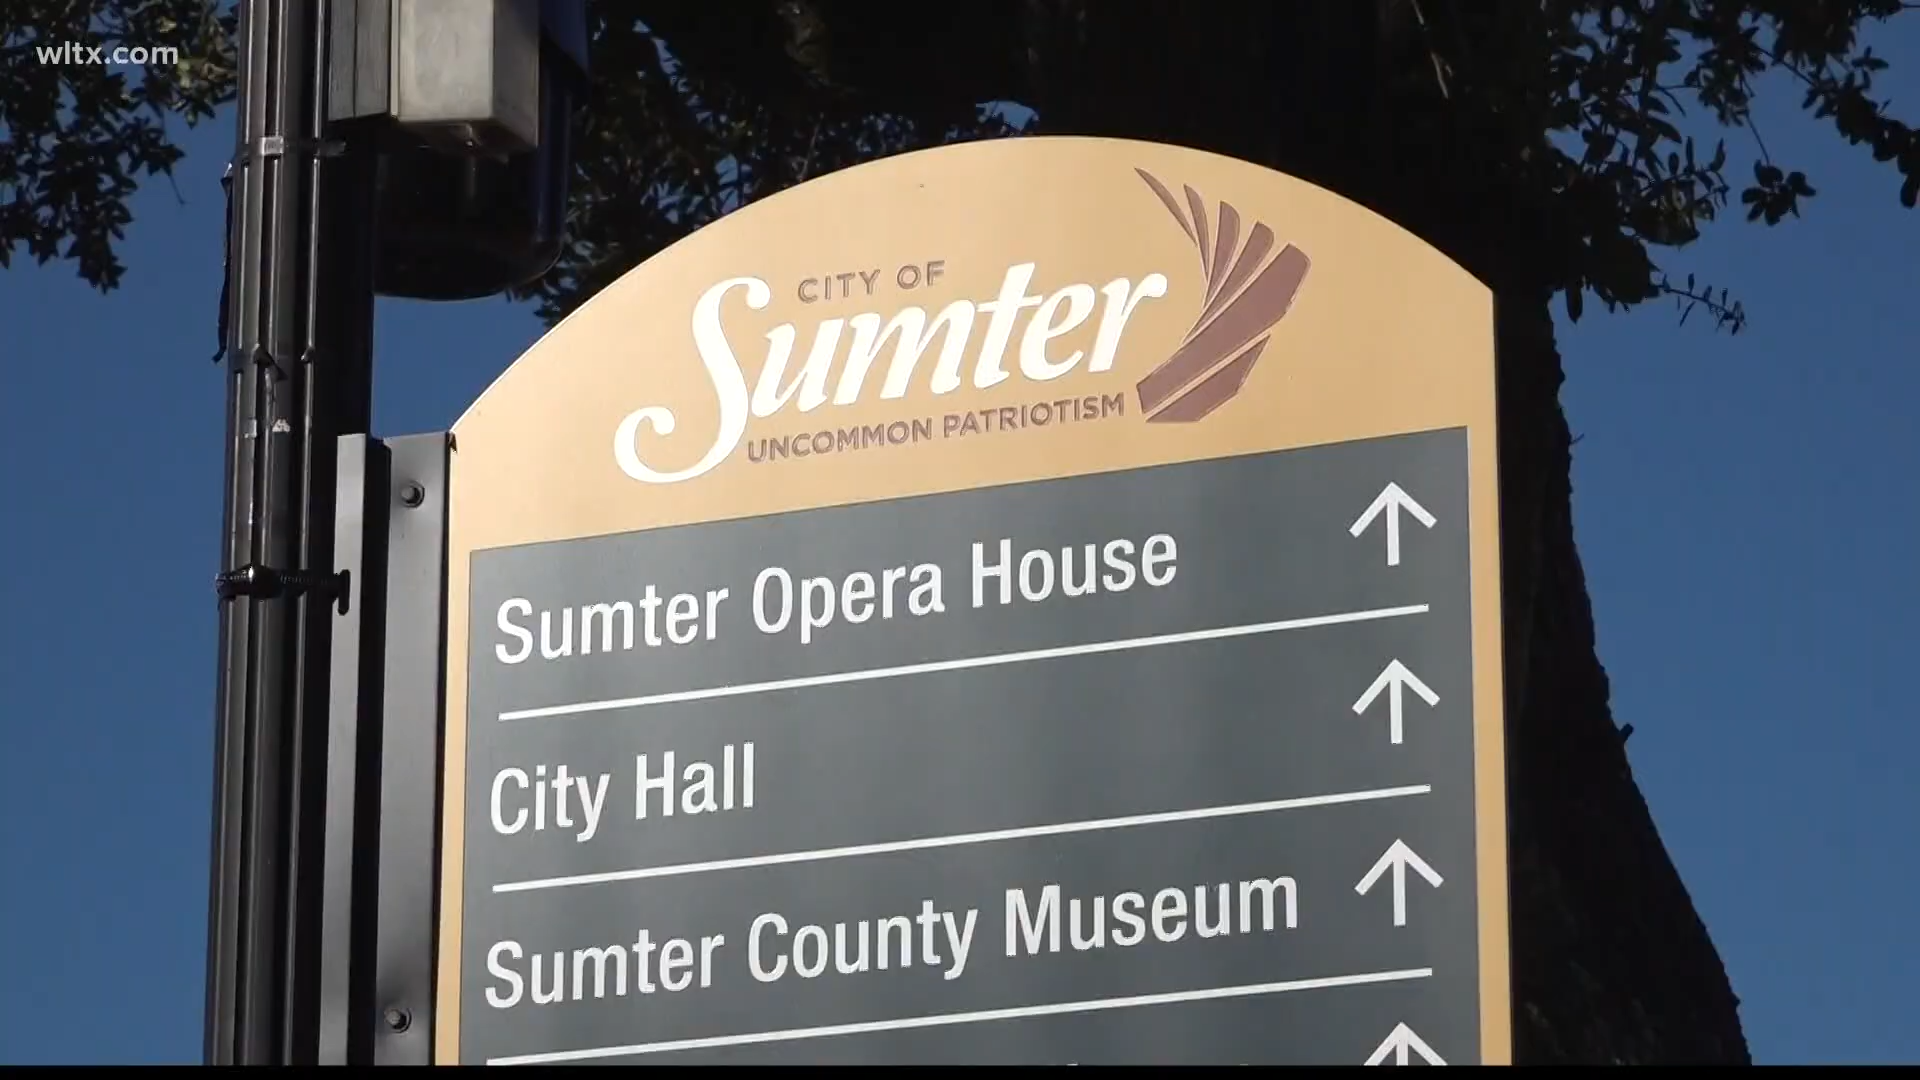 wltx.com
CITY OF
Sumter
UNCOMMON PATRIOTISM
Sumter Opera House
City Hall
Sumter County Museum